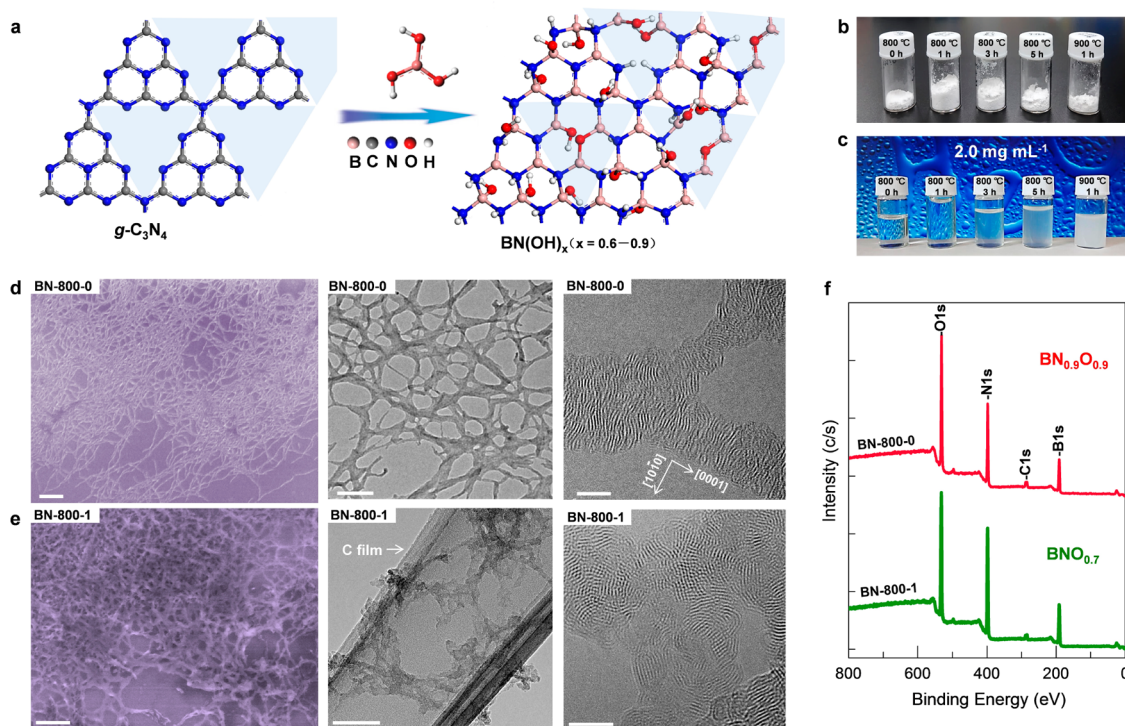 a
B C N O H
g-C₃N₄
BN(OH)ₓ (x = 0.6—0.9)
b
800 ℃ 0 h
800 ℃ 1 h
800 ℃ 3 h
800 ℃ 5 h
900 ℃ 1 h
c
2.0 mg mL⁻¹
800 ℃ 0 h
800 ℃ 1 h
800 ℃ 3 h
800 ℃ 5 h
900 ℃ 1 h
d
BN-800-0
BN-800-0
BN-800-0
[1010]
[0001]
e
BN-800-1
BN-800-1
C film
BN-800-1
f
Intensity (c/s)
O1s
-N1s
-C1s
-B1s
BN₀.₉O₀.₉
BN-800-0
BNO₀.₇
BN-800-1
800 600 400 200 0
Binding Energy (eV)